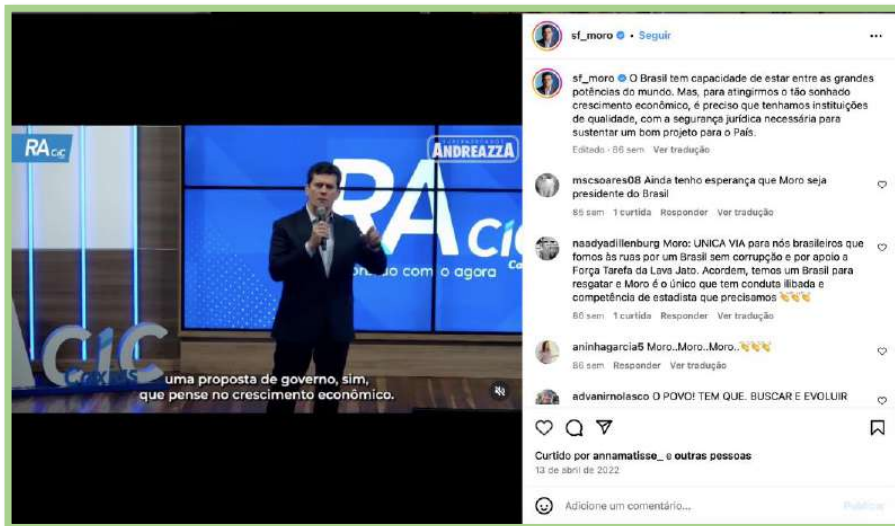 RA CIC
ANDREAZZA
RA CIC
Caxias
com o agora
CIC
Caxias
uma proposta de governo, sim,
que pense no crescimento econômico.
sf_moro • Seguir
sf_moro O Brasil tem capacidade de estar entre as grandes
potências do mundo. Mas, para atingirmos o tão sonhado
crescimento econômico, é preciso que tenhamos instituições
de qualidade, com a segurança jurídica necessária para
sustentar um bom projeto para o País.
Editado · 86 sem Ver tradução
mscsoares08 Ainda tenho esperança que Moro seja
presidente do Brasil
85 sem 1 curtida Responder Ver tradução
naadyadillenburg Moro: UNICA VIA para nós brasileiros que
fomos às ruas por um Brasil sem corrupção e por apoio a
Força Tarefa da Lava Jato. Acordem, temos um Brasil para
resgatar e Moro é o único que tem conduta ilibada e
competência de estadista que precisamos 👏👏👏
86 sem 1 curtida Responder Ver tradução
aninhagarcia5 Moro..Moro..Moro..👏👏👏
86 sem Responder Ver tradução
advanirnolasco O POVO! TEM QUE. BUSCAR E EVOLUIR
Curtido por annamatisse_ e outras pessoas
13 de abril de 2022
Adicione um comentário...
Publicar